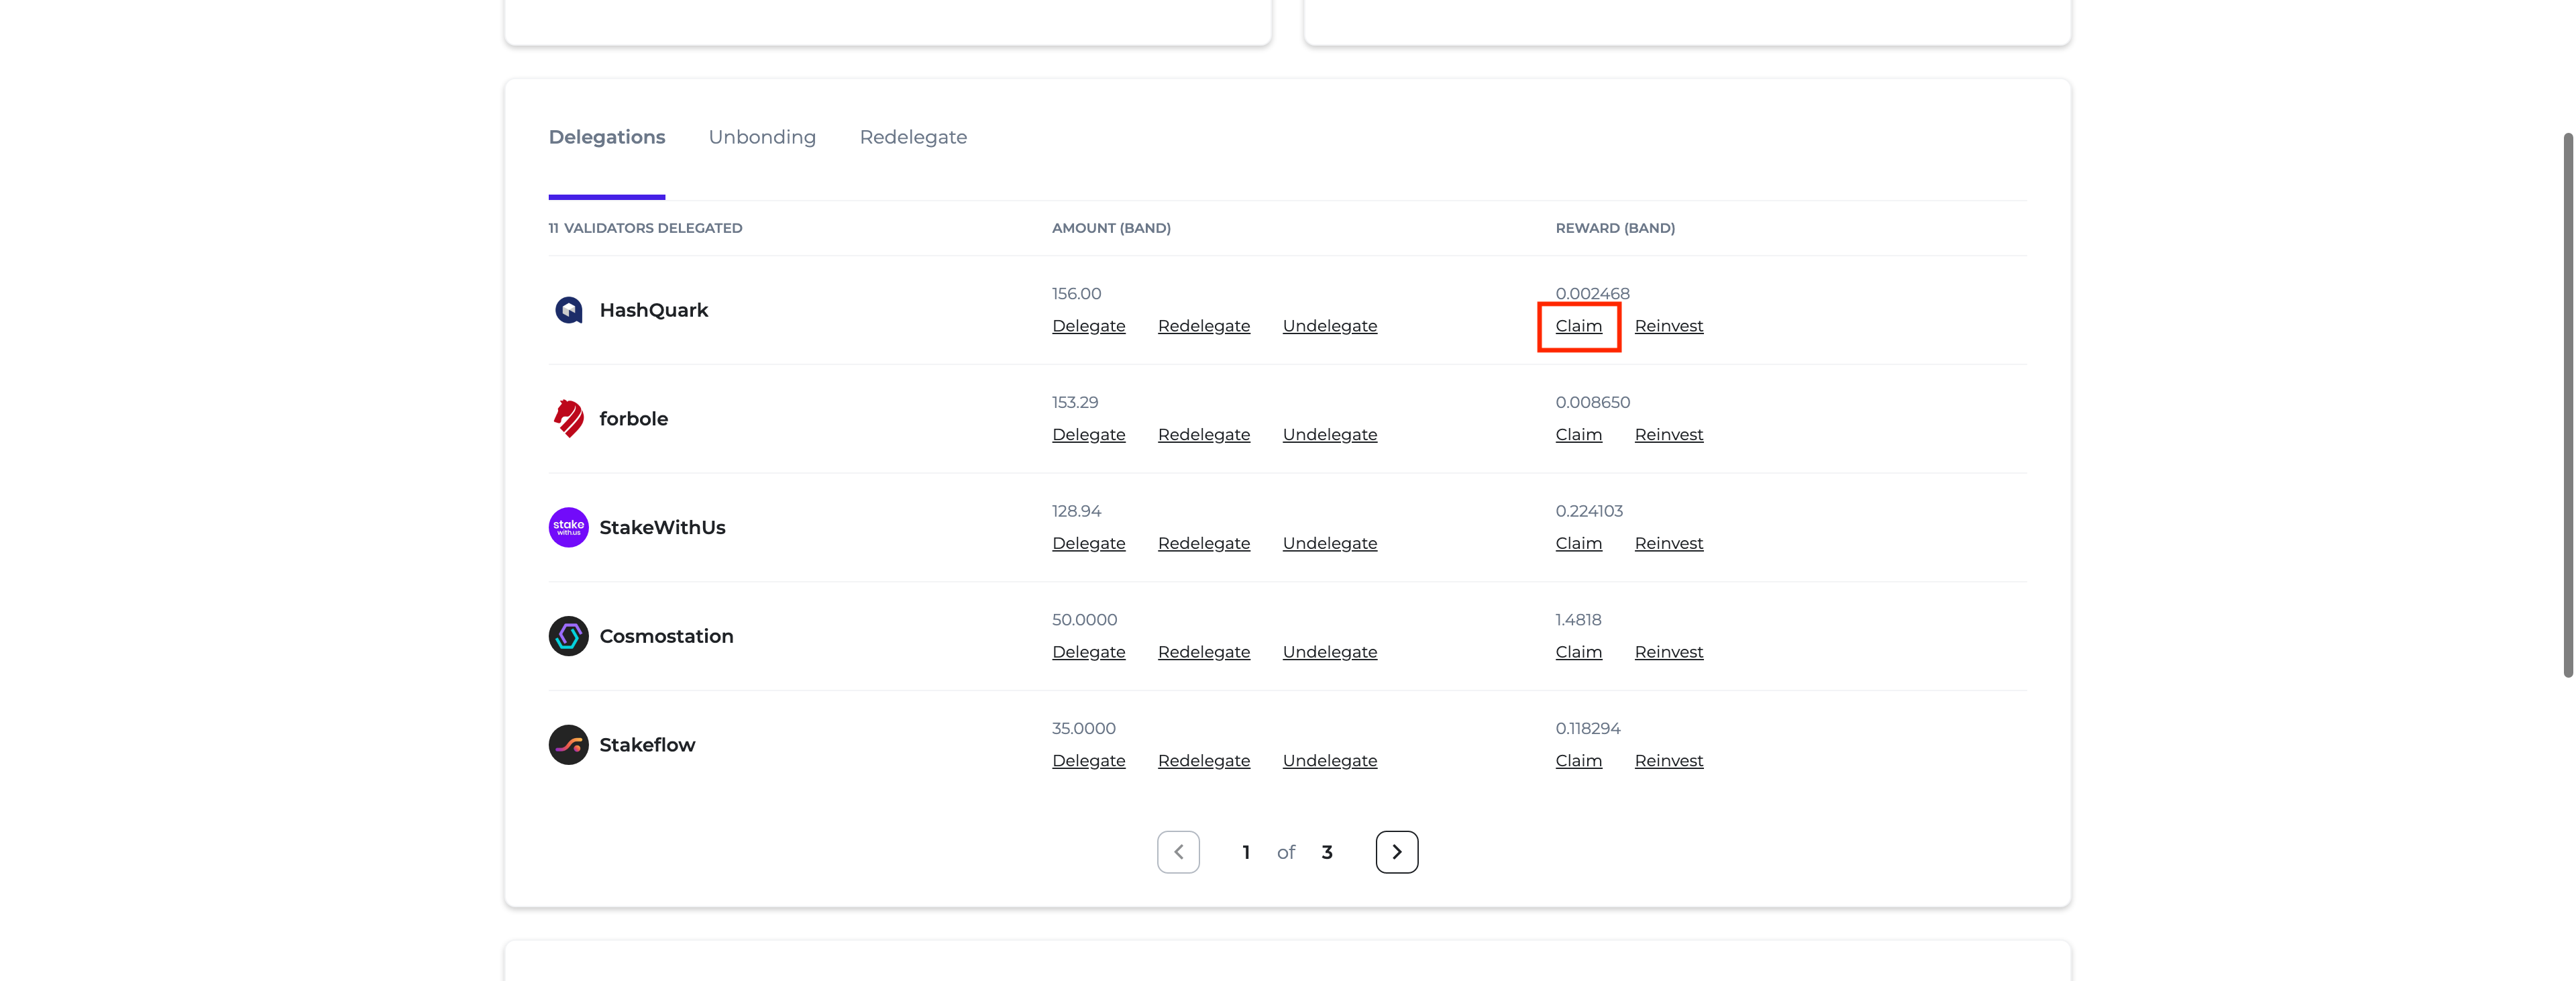 Delegations Unbonding Redelegate
11 VALIDATORS DELEGATED AMOUNT (BAND) REWARD (BAND)
HashQuark
156.00 0.002468
Delegate Redelegate Undelegate Claim Reinvest
forbole
153.29 0.008650
Delegate Redelegate Undelegate Claim Reinvest
stake
with.us
StakeWithUs
128.94 0.224103
Delegate Redelegate Undelegate Claim Reinvest
Cosmostation
50.0000 1.4818
Delegate Redelegate Undelegate Claim Reinvest
Stakeflow
35.0000 0.118294
Delegate Redelegate Undelegate Claim Reinvest
1 of 3